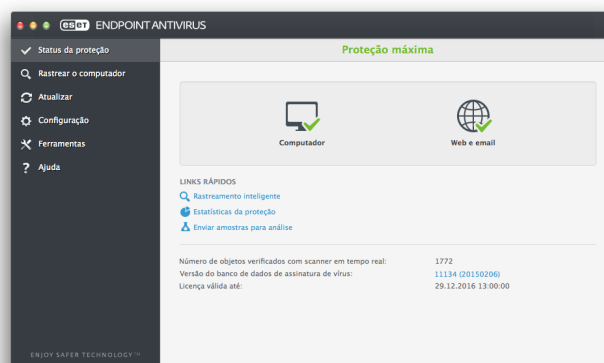 eset ENDPOINT ANTIVIRUS
Status da proteção
Proteção máxima
Rastrear o computador
Atualizar
Configuração
Ferramentas
Ajuda
Computador
Web e email
LINKS RÁPIDOS
Rastreamento inteligente
Estatísticas da proteção
Enviar amostras para análise
Número de objetos verificados com scanner em tempo real: 1772
Versão do banco de dados de assinatura de vírus: 11134 (20150206)
Licença válida até: 29.12.2016 13:00:00
ENJOY SAFER TECHNOLOGY™